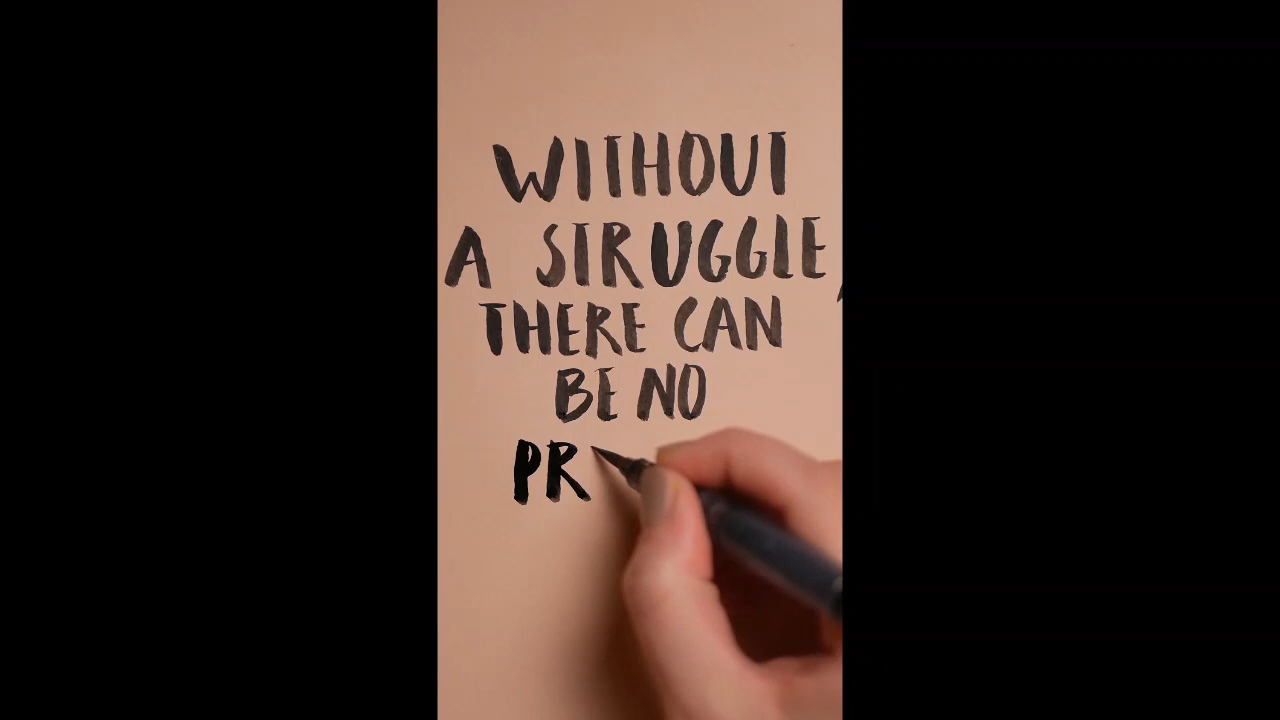 WITHOUT
A STRUGGLE,
THERE CAN
BE NO
PR